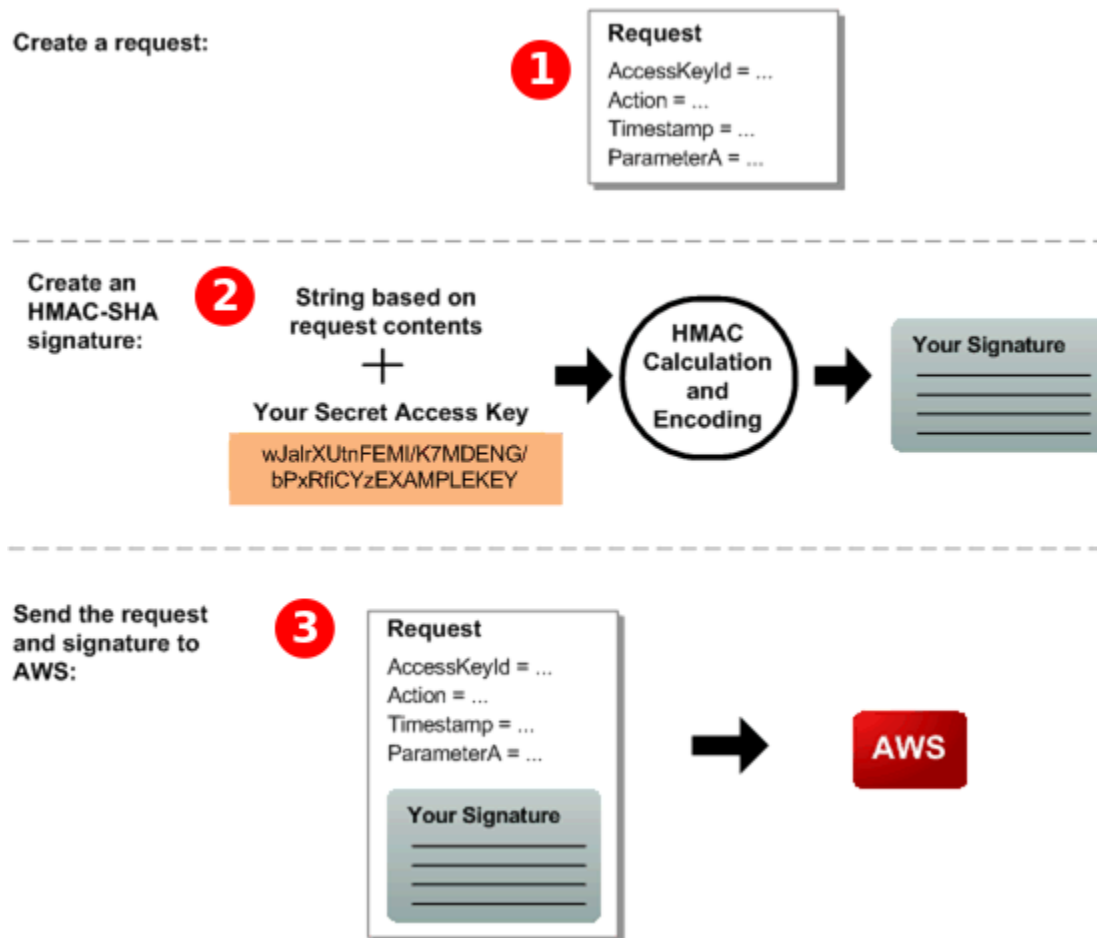 Create a request:
1
Request
AccessKeyId = ...
Action = ...
Timestamp = ...
ParameterA = ...
Create an
HMAC-SHA
signature:
2
String based on
request contents
+
Your Secret Access Key
wJalrXUtnFEMI/K7MDENG/
bPxRfiCYzEXAMPLEKEY
HMAC
Calculation
and
Encoding
Your Signature
Send the request
and signature to
AWS:
3
Request
AccessKeyId = ...
Action = ...
Timestamp = ...
ParameterA = ...
Your Signature
AWS